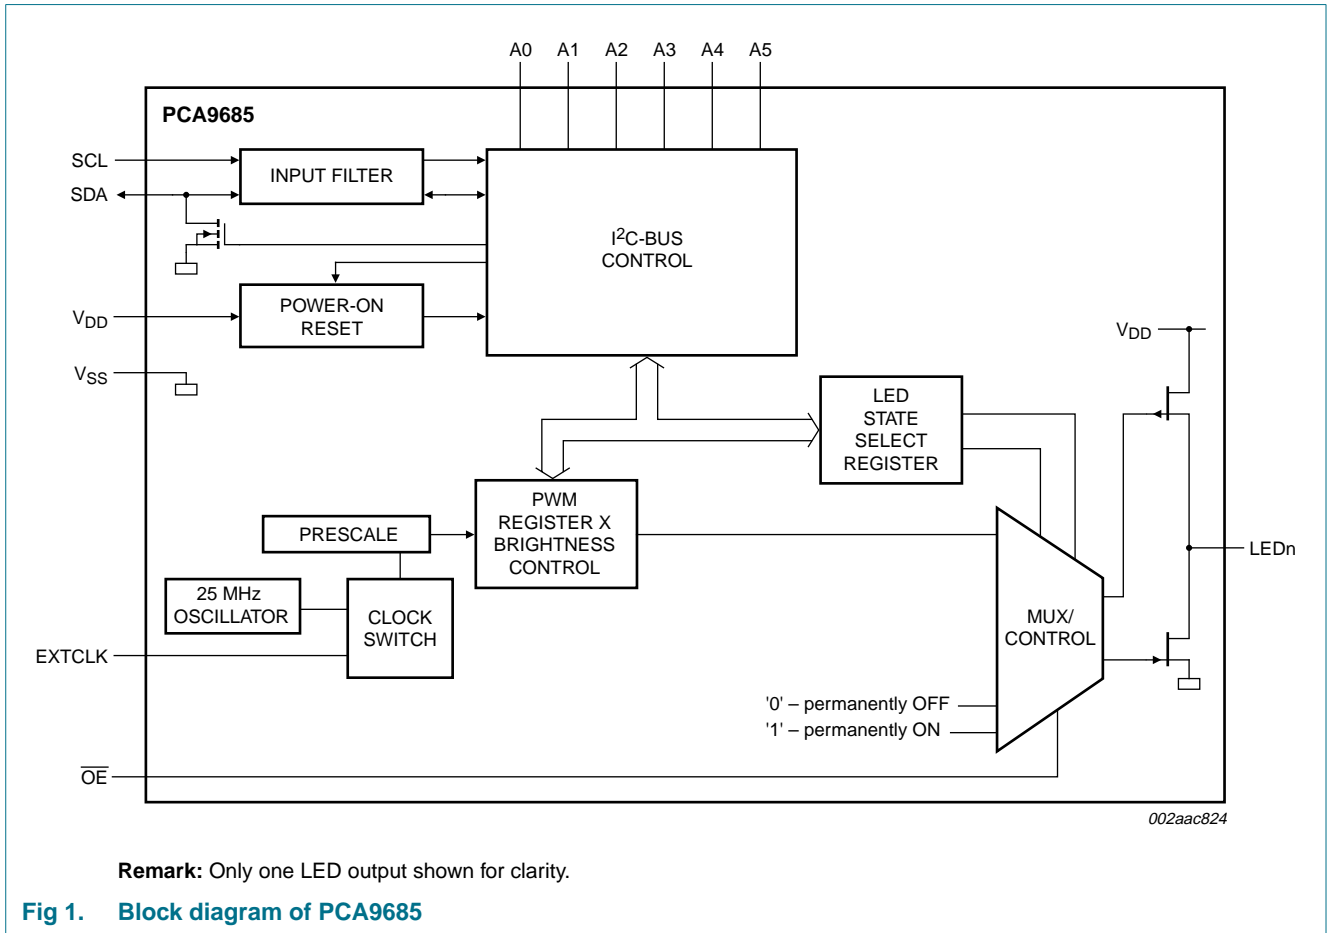 A0 A1 A2 A3 A4 A5
PCA9685
SCL
SDA
INPUT FILTER
I²C-BUS
CONTROL
POWER-ON
RESET
VDD
VSS
VDD
LED
STATE
SELECT
REGISTER
PWM
REGISTER X
BRIGHTNESS
CONTROL
PRESCALE
25 MHz
OSCILLATOR
CLOCK
SWITCH
EXTCLK
MUX/
CONTROL
LEDn
'0' – permanently OFF
'1' – permanently ON
OE
002aac824
Remark: Only one LED output shown for clarity.
Fig 1. Block diagram of PCA9685